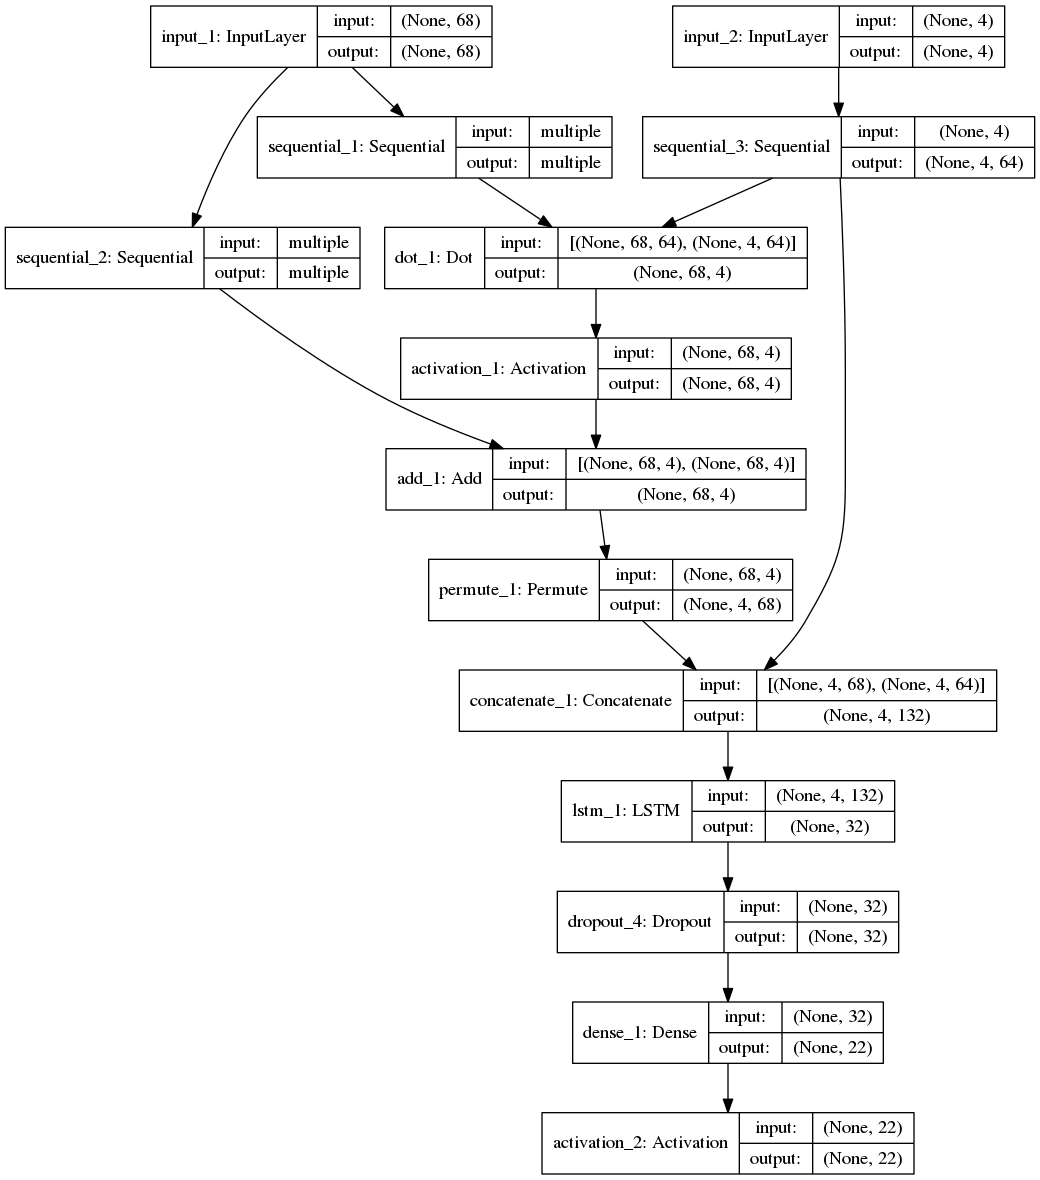 input_1: InputLayer input: (None, 68)
output: (None, 68)
input_2: InputLayer input: (None, 4)
output: (None, 4)
sequential_1: Sequential input: multiple
output: multiple
sequential_3: Sequential input: (None, 4)
output: (None, 4, 64)
sequential_2: Sequential input: multiple
output: multiple
dot_1: Dot input: [(None, 68, 64), (None, 4, 64)]
output: (None, 68, 4)
activation_1: Activation input: (None, 68, 4)
output: (None, 68, 4)
add_1: Add input: [(None, 68, 4), (None, 68, 4)]
output: (None, 68, 4)
permute_1: Permute input: (None, 68, 4)
output: (None, 4, 68)
concatenate_1: Concatenate input: [(None, 4, 68), (None, 4, 64)]
output: (None, 4, 132)
lstm_1: LSTM input: (None, 4, 132)
output: (None, 32)
dropout_4: Dropout input: (None, 32)
output: (None, 32)
dense_1: Dense input: (None, 32)
output: (None, 22)
activation_2: Activation input: (None, 22)
output: (None, 22)